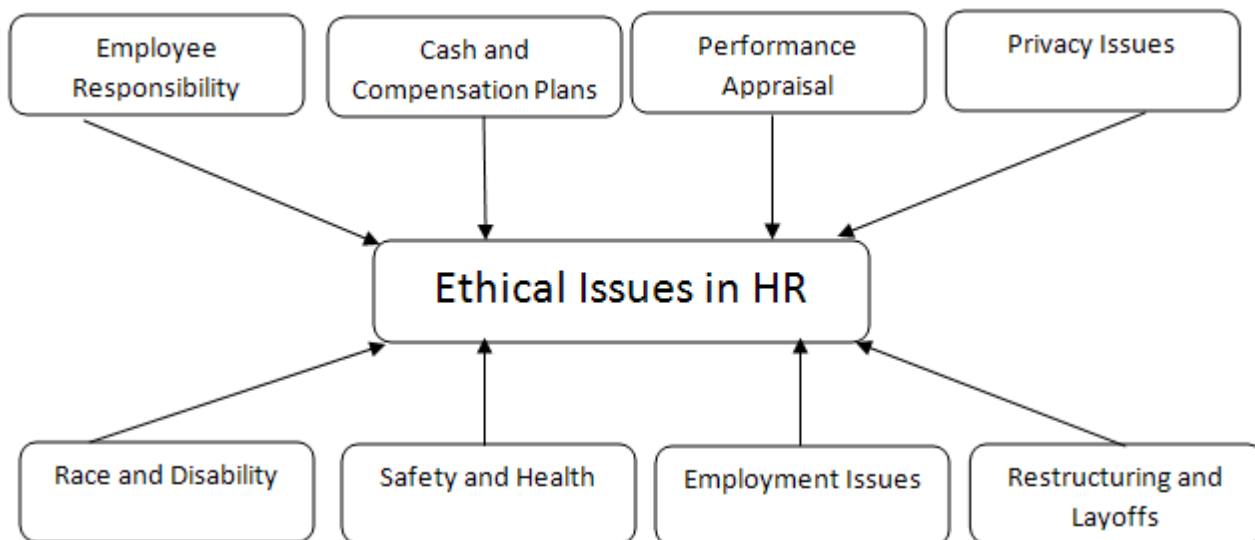 Employee
Responsibility
Cash and
Compensation Plans
Performance
Appraisal
Privacy Issues
Ethical Issues in HR
Race and Disability
Safety and Health
Employment Issues
Restructuring and
Layoffs